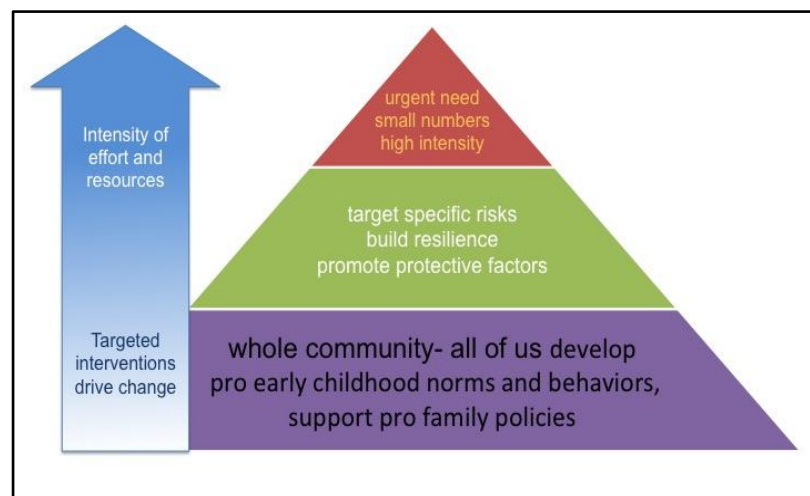 Intensity of
effort and
resources
Targeted
interventions
drive change
urgent need
small numbers
high intensity
target specific risks
build resilience
promote protective factors
whole community- all of us develop
pro early childhood norms and behaviors,
support pro family policies